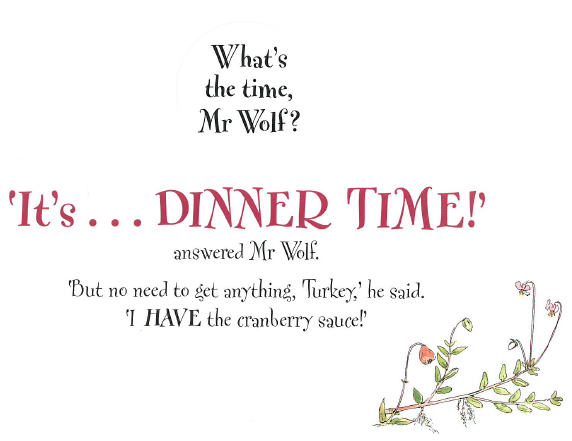 What's
the time,
Mr Wolf?
'It's . . . DINNER TIME!'
answered Mr Wolf.
'But no need to get anything, Turkey,' he said.
'I HAVE the cranberry sauce!'